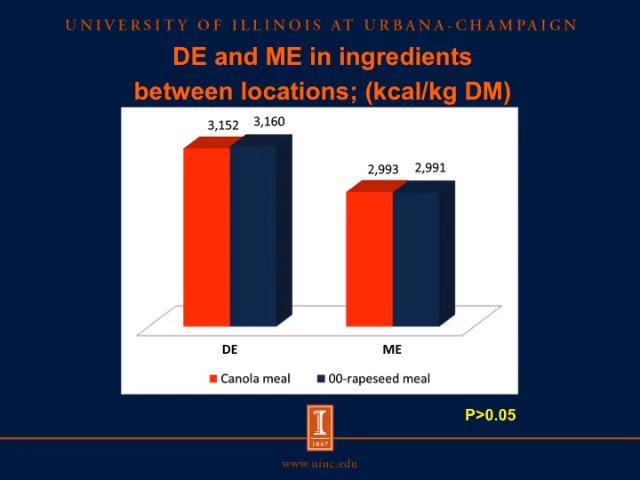 UNIVERSITY OF ILLINOIS AT URBANA-CHAMPAIGN
DE and ME in ingredients
between locations; (kcal/kg DM)
3,152 3,160
2,993 2,991
DE ME
Canola meal 00-rapeseed meal
P>0.05
I
1867
www.uiuc.edu